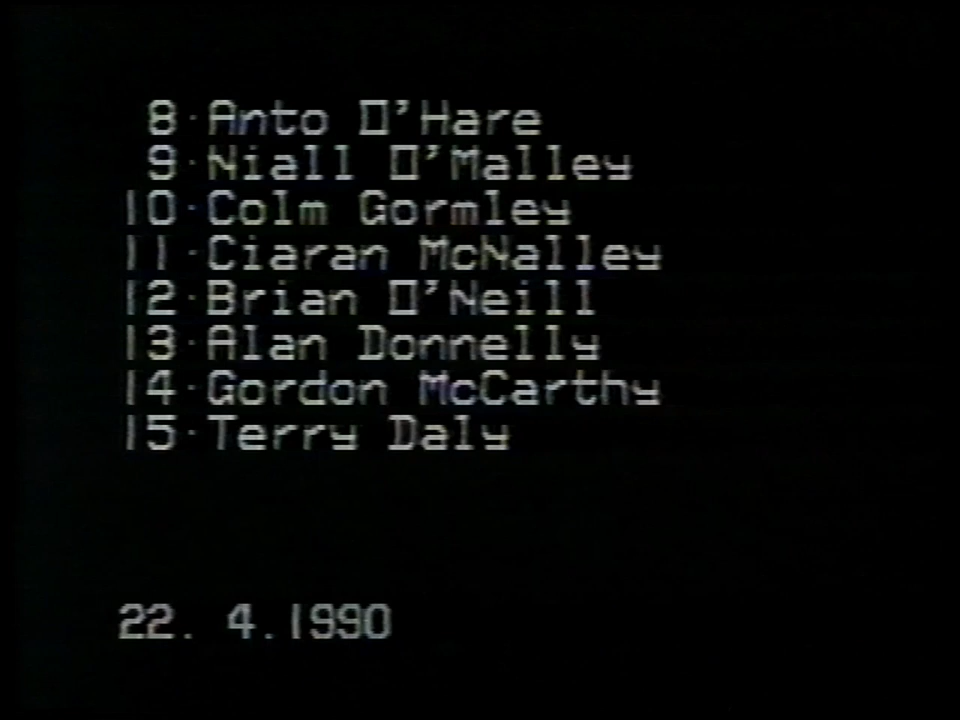 8·Anto O'Hare
9·Niall O'Malley
10·Colm Gormley
11·Ciaran McNalley
12·Brian O'Neill
13·Alan Donnelly
14·Gordon McCarthy
15·Terry Daly
22. 4.1990